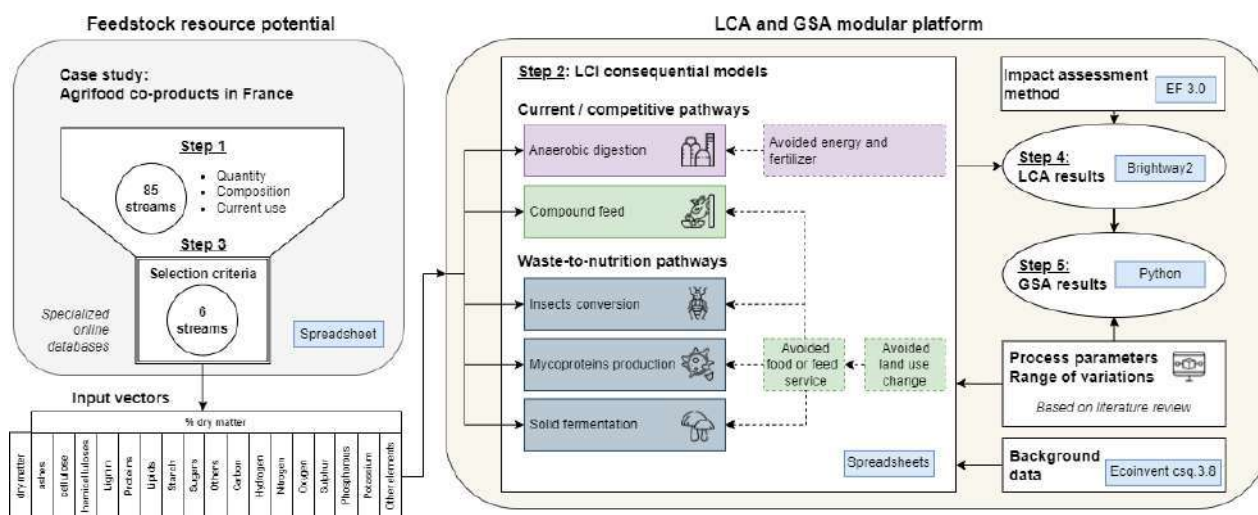 Feedstock resource potential
Case study:
Agrifood co-products in France
Step 1
85
streams
• Quantity
• Composition
• Current use
Step 3
Selection criteria
6
streams
Specialized
online
databases
Spreadsheet
Input vectors
% dry matter
dry matter
ashes
cellulose
hemicelluloses
Lignin
Proteins
Lipids
Starch
Sugars
Others
Carbon
Hydrogen
Nitrogen
Oxygen
Sulphur
Phosphorous
Potassium
Other elements
LCA and GSA modular platform
Step 2: LCI consequential models
Current / competitive pathways
Anaerobic digestion
Avoided energy and
fertilizer
Compound feed
Waste-to-nutrition pathways
Insects conversion
Mycoproteins production
Avoided
food or feed
service
Avoided
land use
change
Solid fermentation
Spreadsheets
Impact assessment
method
EF 3.0
Step 4:
LCA results
Brightway2
Step 5:
GSA results
Python
Process parameters
Range of variations
Based on literature review
Background
data
Ecoinvent csq.3.8